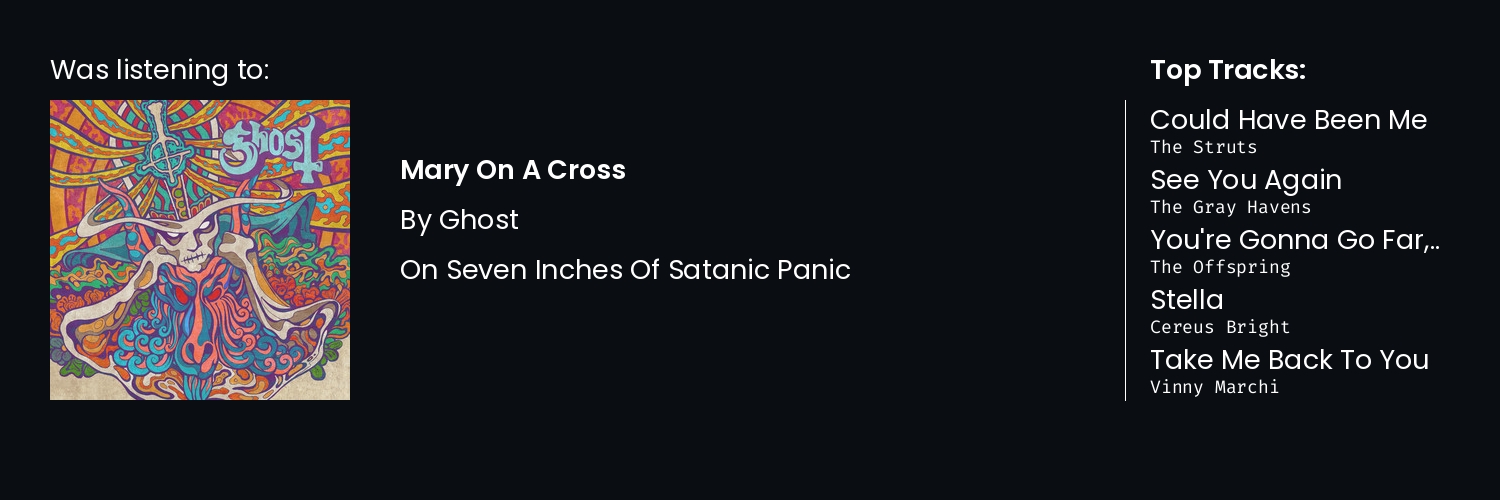 Was listening to:
Ghost
Mary On A Cross
By Ghost
On Seven Inches Of Satanic Panic
Top Tracks:
Could Have Been Me
The Struts
See You Again
The Gray Havens
You're Gonna Go Far,..
The Offspring
Stella
Cereus Bright
Take Me Back To You
Vinny Marchi